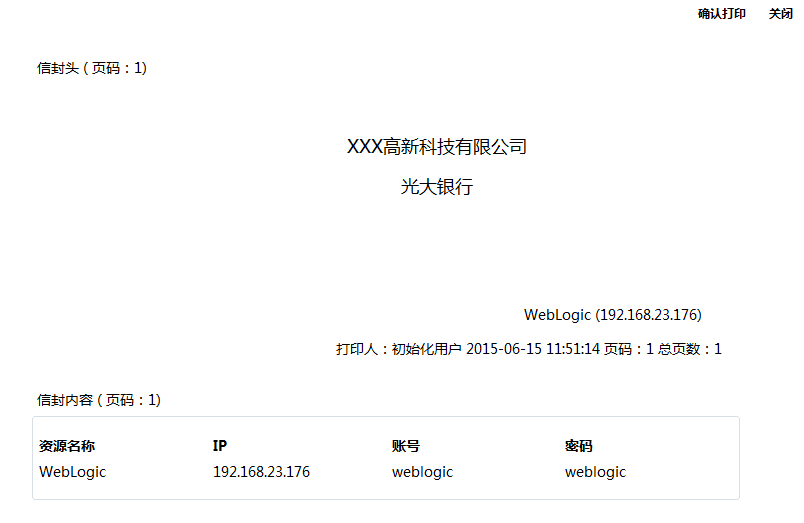 确认打印 关闭
信封头 ( 页码：1)
XXX高新科技有限公司
光大银行
WebLogic (192.168.23.176)
打印人：初始化用户 2015-06-15 11:51:14 页码：1 总页数：1
信封内容 ( 页码：1)
资源名称 IP 账号 密码
WebLogic 192.168.23.176 weblogic weblogic